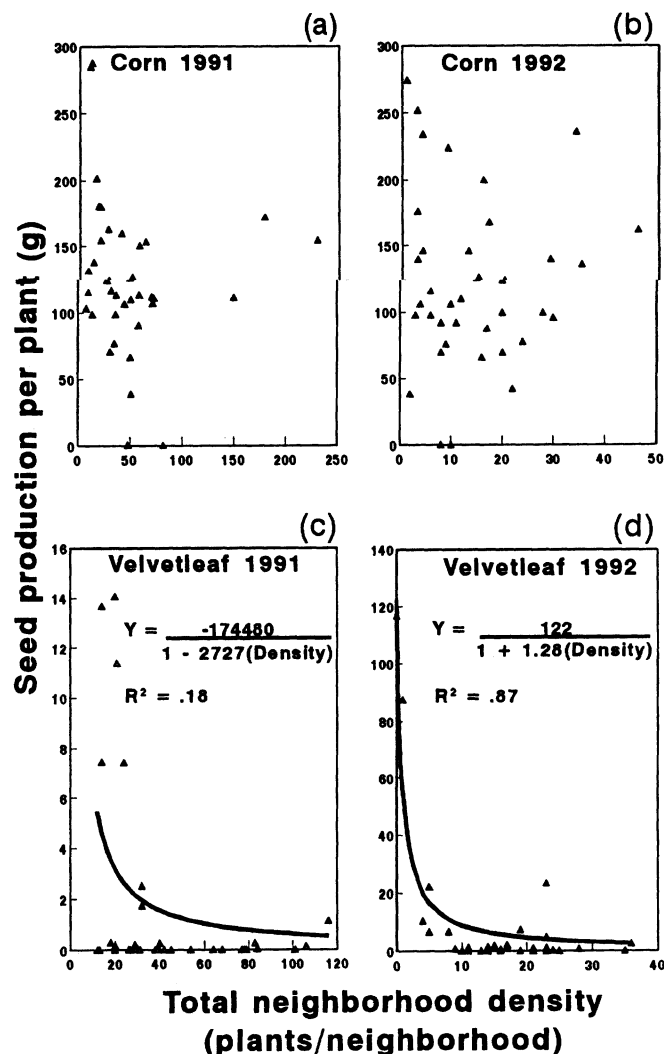 (a)
(b)
Corn 1991
Corn 1992
300
250
200
150
100
50
0
0 50 100 150 200 250
300
250
200
150
100
50
0
0 10 20 30 40 50
(c)
(d)
Velvetleaf 1991
Y = -174480
1 - 2727(Density)
R² = .18
16
14
12
10
8
6
4
2
0
0 20 40 60 80 100 120
Velvetleaf 1992
Y = 122
1 + 1.28(Density)
R² = .87
140
120
100
80
60
40
20
0
0 10 20 30 40
Seed production per plant (g)
Total neighborhood density
(plants/neighborhood)